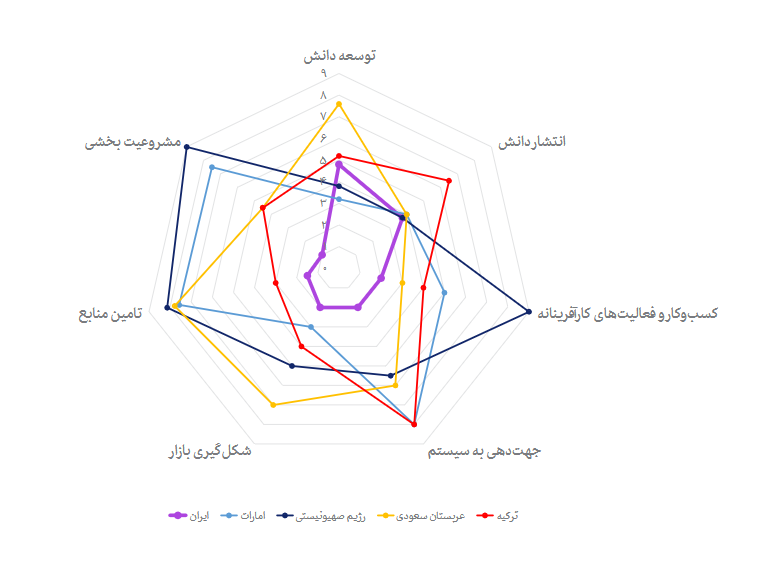 توسعه دانش
۹
۸
۷
۶
۵
۴
۳
۲
۰
انتشار دانش
کسب‌وکار و فعالیت‌های کارآفرینانه
جهت‌دهی به سیستم
شکل‌گیری بازار
تامین منابع
مشروعیت بخشی
ایران
امارات
رژیم صهیونیستی
عربستان سعودی
ترکیه